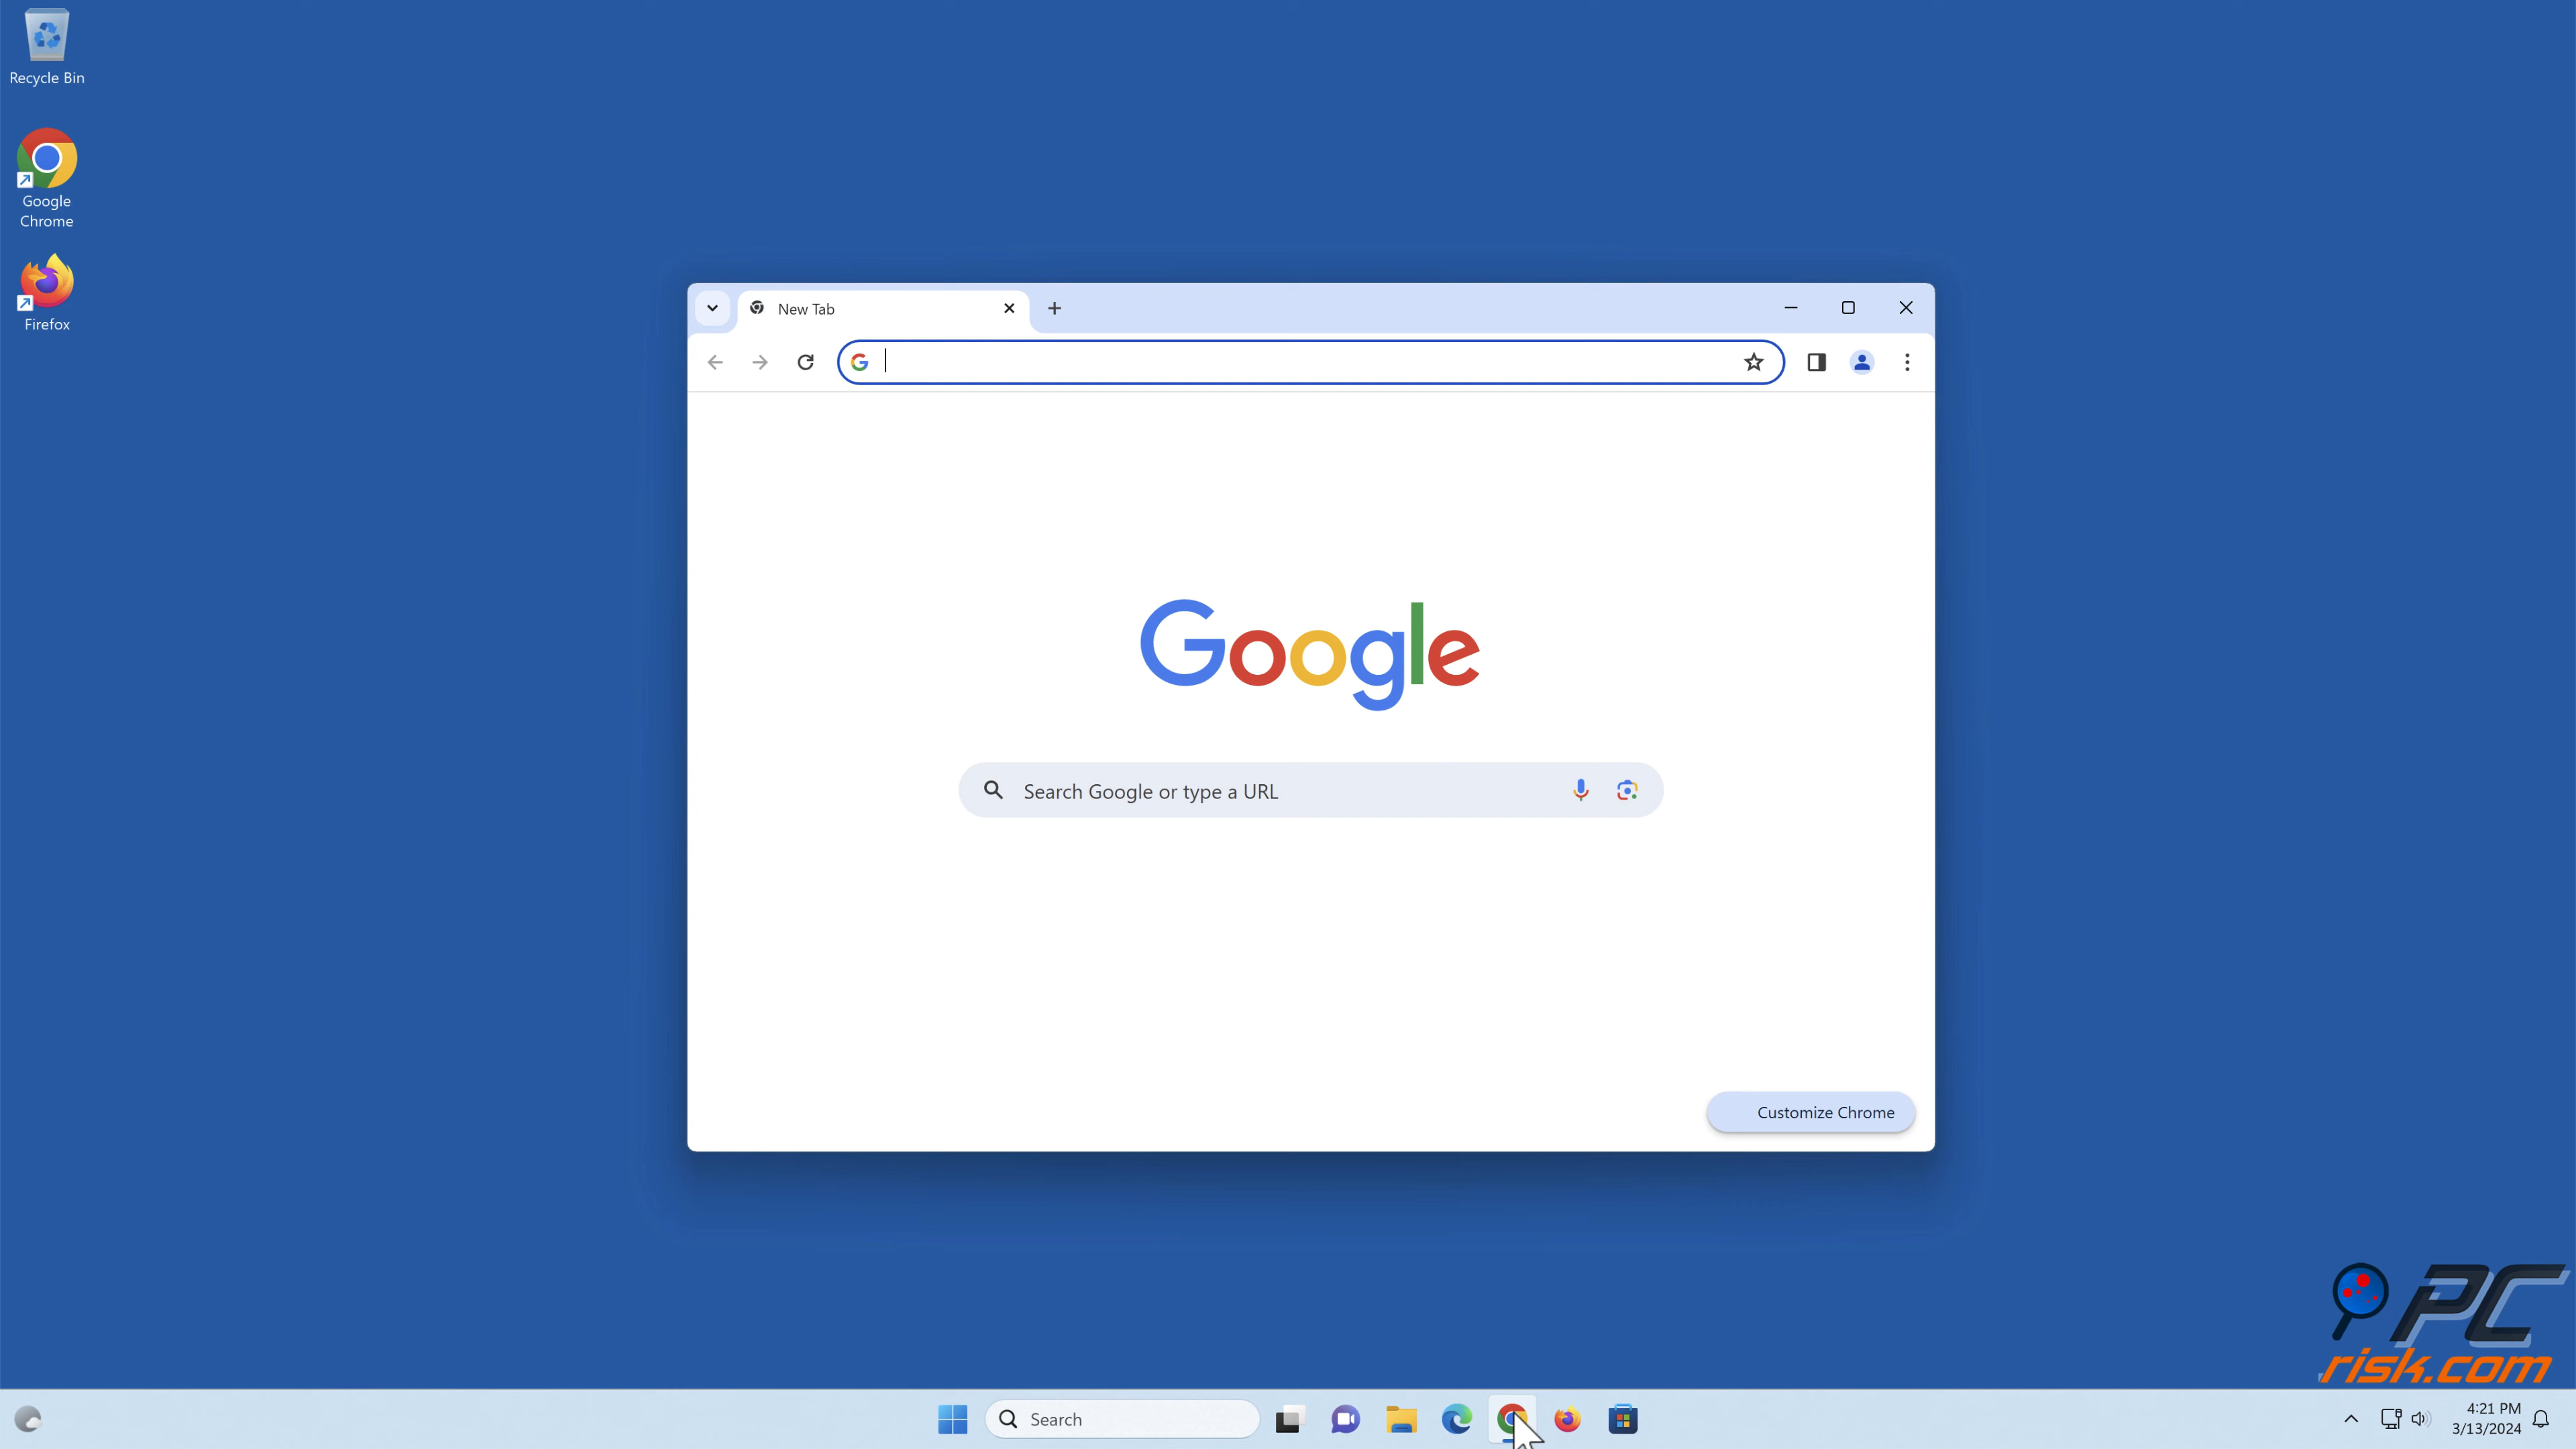 Recycle Bin
Google
Chrome
Firefox
New Tab
Google
Search Google or type a URL
Customize Chrome
PC
risk.com
Search
4:21 PM
3/13/2024